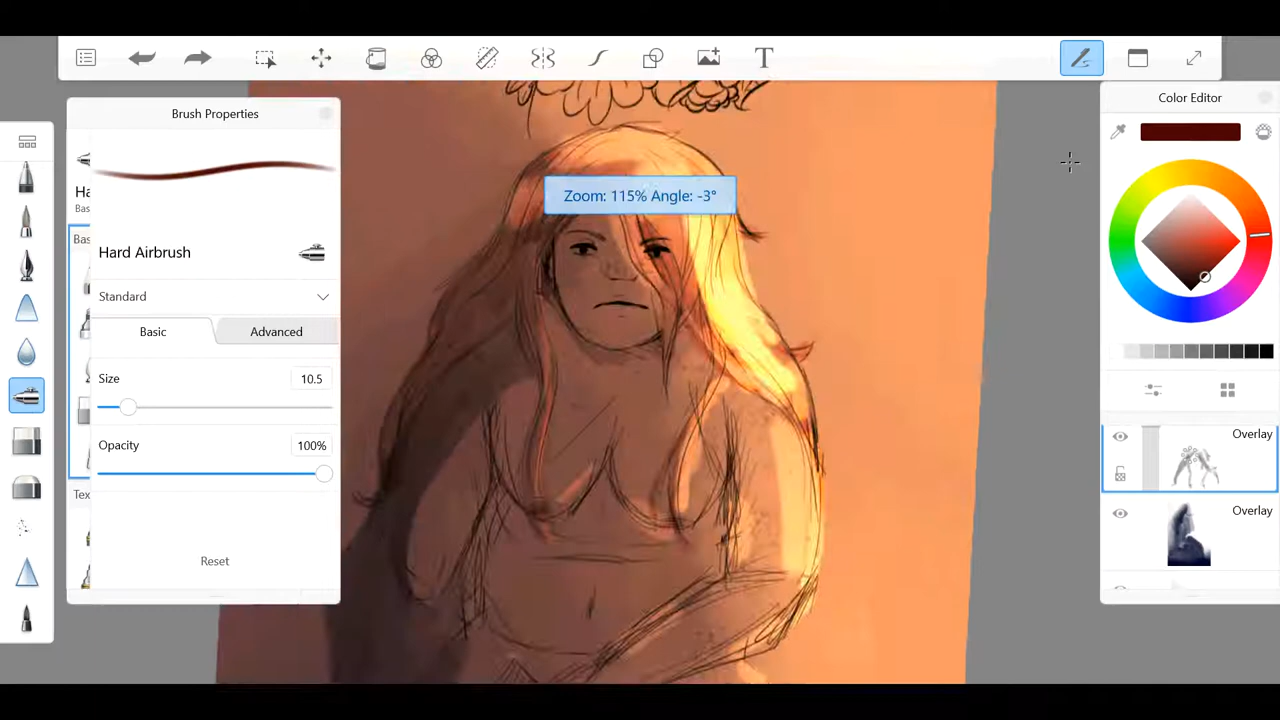 T
Brush Properties
Color Editor
Ha
Bas
Zoom: 115% Angle: -3°
Bas
Hard Airbrush
Standard
Basic
Advanced
Size
10.5
Opacity
100%
Overlay
Tex
Overlay
Reset